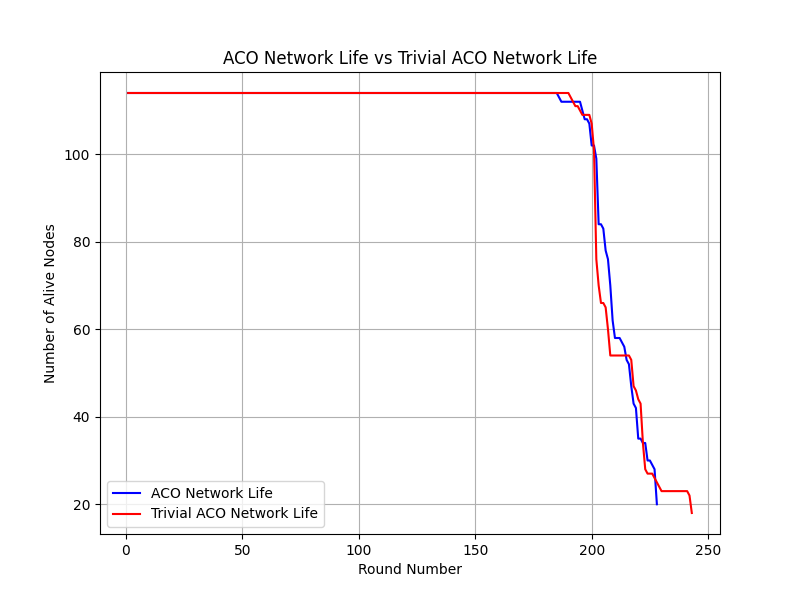 ACO Network Life vs Trivial ACO Network Life
Number of Alive Nodes
100
80
60
40
20
ACO Network Life
Trivial ACO Network Life
0 50 100 150 200 250
Round Number